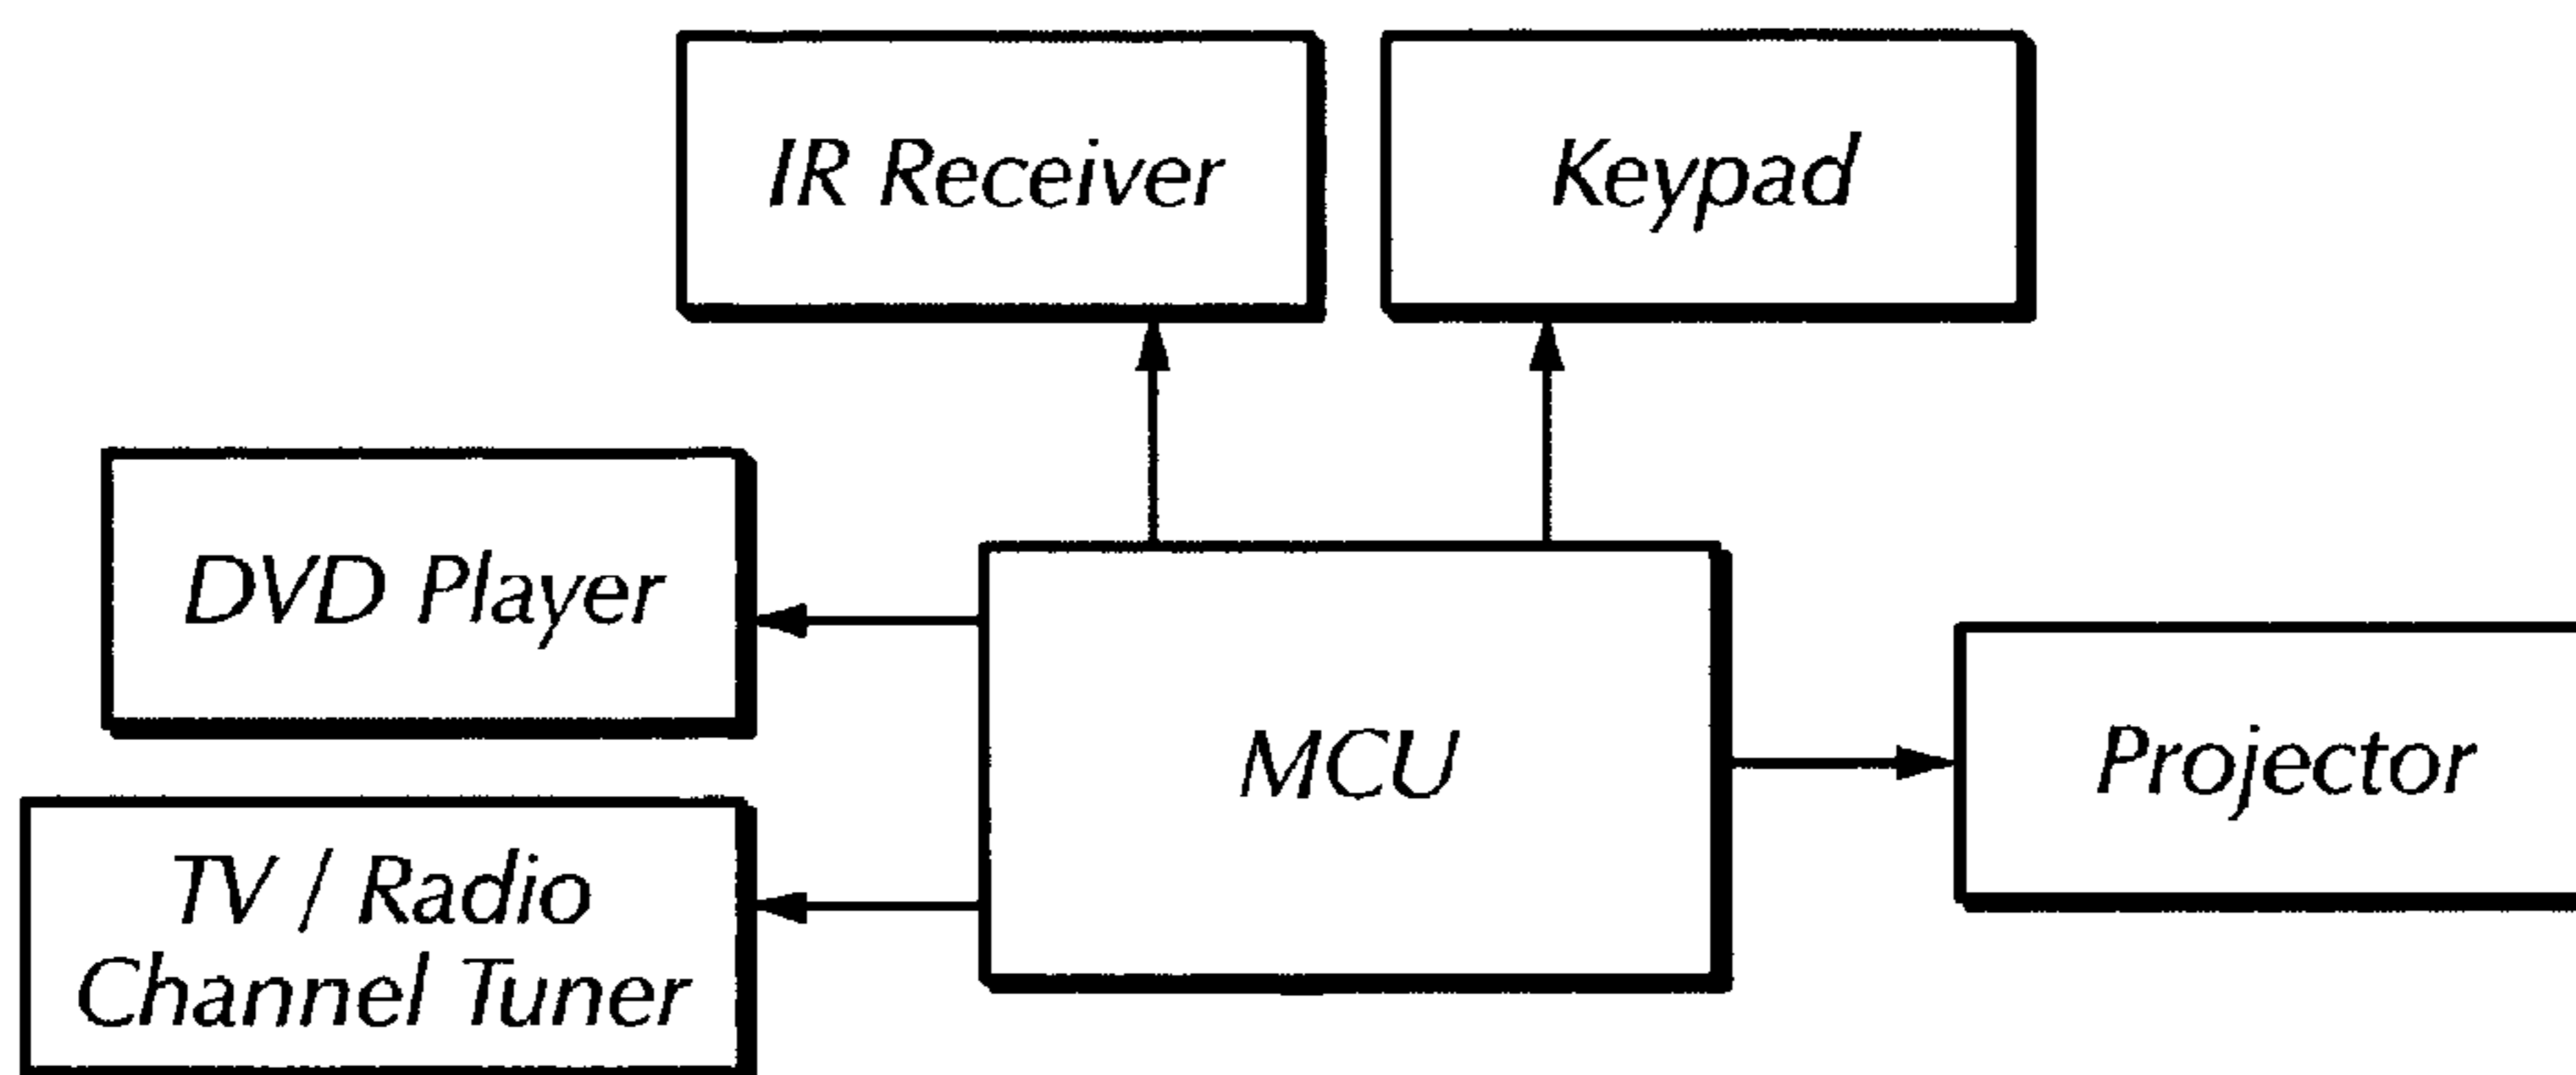 IR Receiver
Keypad
DVD Player
MCU
Projector
TV / Radio
Channel Tuner